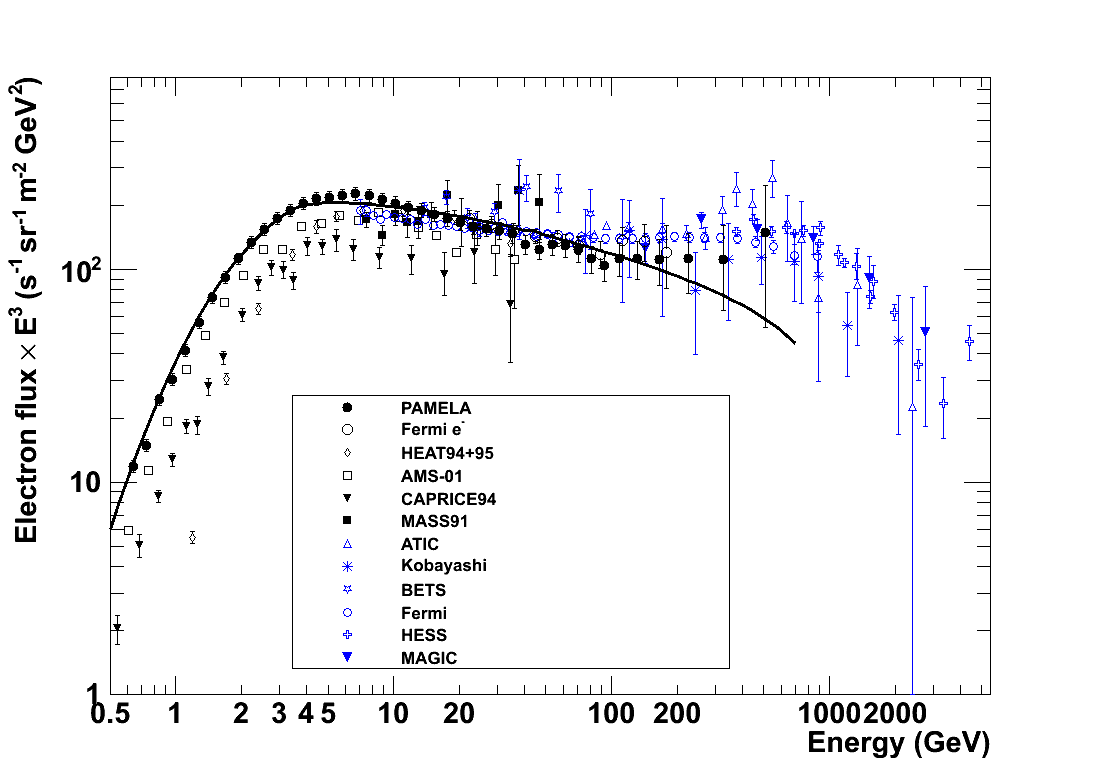 Electron flux × E³ (s⁻¹ sr⁻¹ m⁻² GeV²)
10²
10
1
PAMELA
Fermi e⁻
HEAT94+95
AMS-01
CAPRICE94
MASS91
ATIC
Kobayashi
BETS
Fermi
HESS
MAGIC
0.5 1 2 3 4 5 10 20 100 200 1000 2000
Energy (GeV)